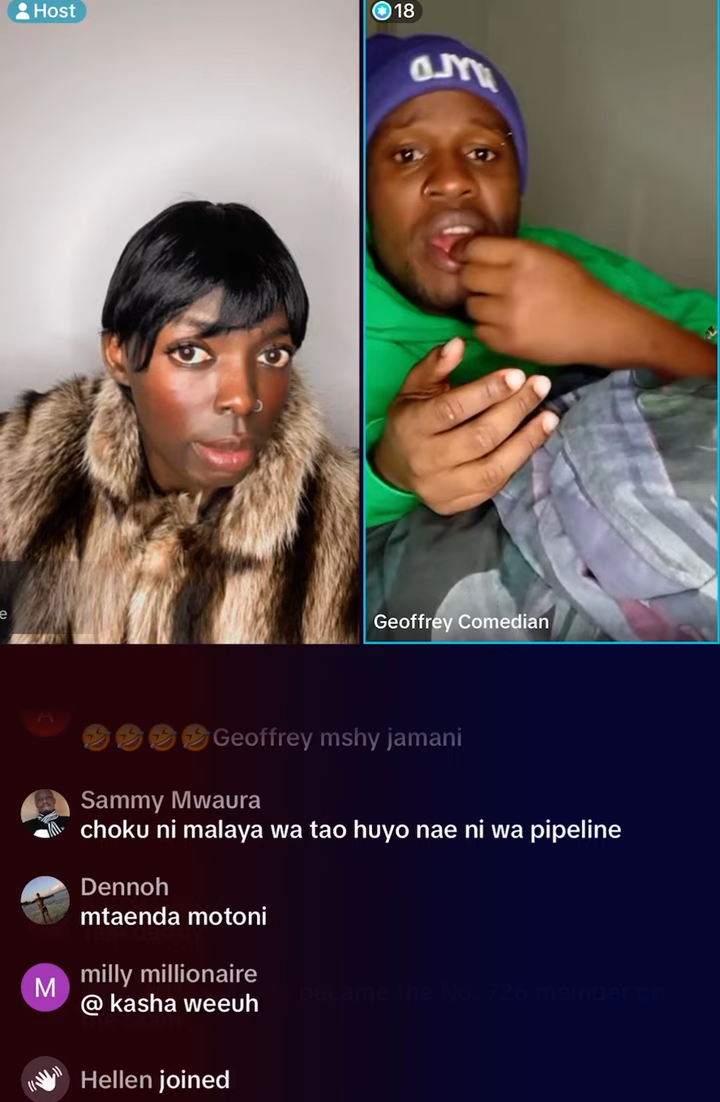 Host
18
WYLD
e
Geoffrey Comedian
🤣🤣🤣🤣Geoffrey mshy jamani
Sammy Mwaura
choku ni malaya wa tao huyo nae ni wa pipeline
Dennoh
mtaenda motoni
M
milly millionaire
@ kasha weeuh
Hellen joined